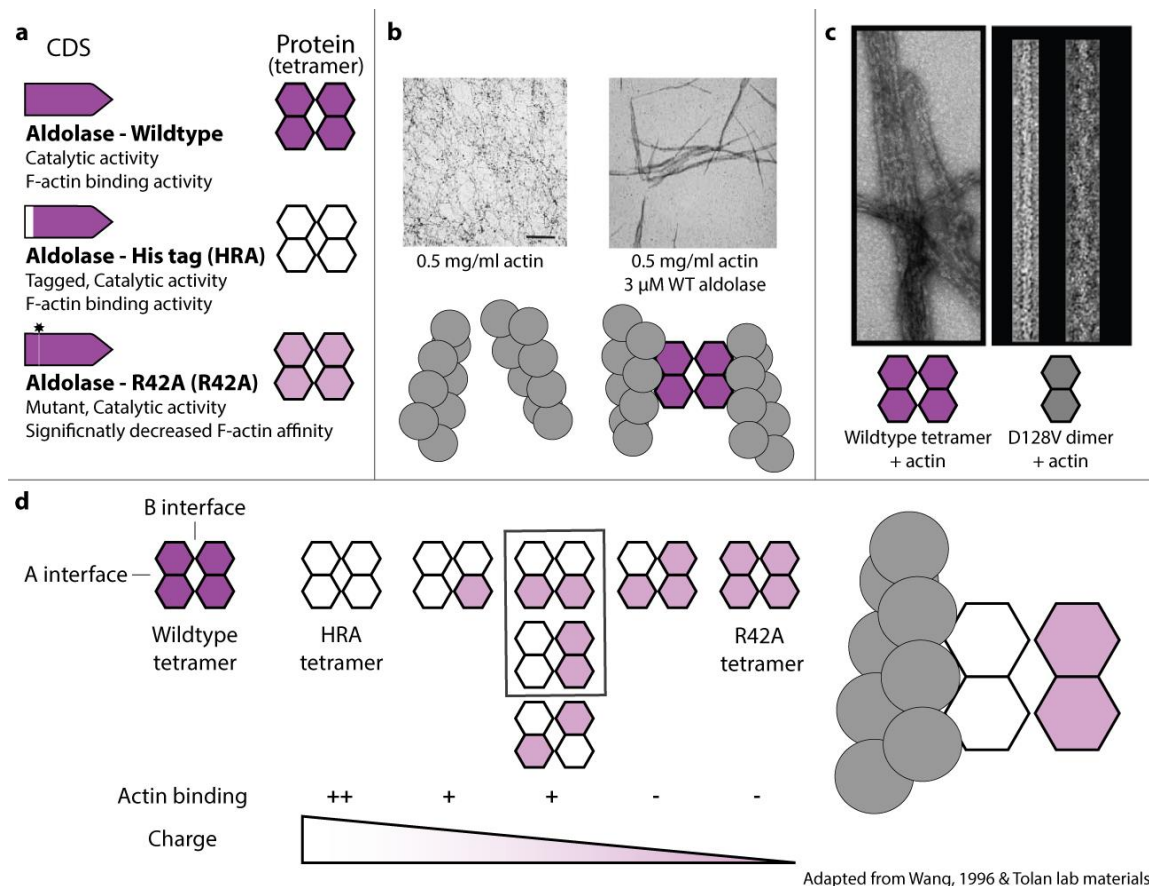 a
CDS
Protein
(tetramer)
Aldolase - Wildtype
Catalytic activity
F-actin binding activity
Aldolase - His tag (HRA)
Tagged, Catalytic activity
F-actin binding activity
Aldolase - R42A (R42A)
Mutant, Catalytic activity
Significnatly decreased F-actin affinity
b
0.5 mg/ml actin
0.5 mg/ml actin
3 μM WT aldolase
c
Wildtype tetramer
+ actin
D128V dimer
+ actin
d
B interface
A interface
Wildtype
tetramer
HRA
tetramer
R42A
tetramer
Actin binding
++ + + - -
Charge
Adapted from Wang, 1996 & Tolan lab materials